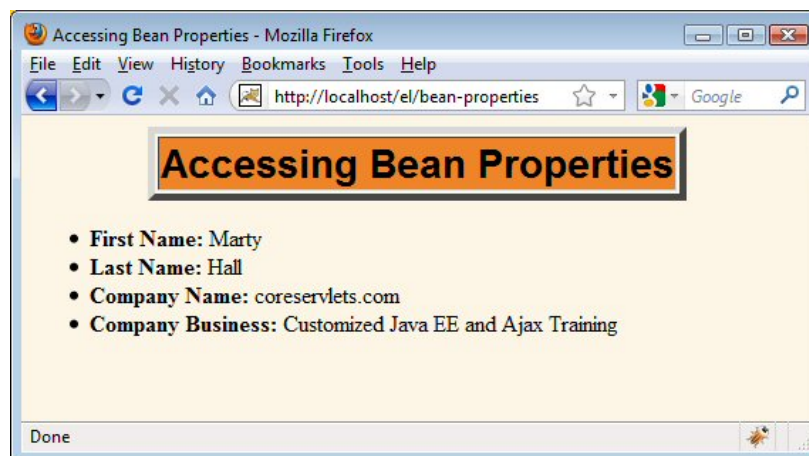 Accessing Bean Properties - Mozilla Firefox
File Edit View History Bookmarks Tools Help
http://localhost/el/bean-properties Google
Accessing Bean Properties
• First Name: Marty
• Last Name: Hall
• Company Name: coreservlets.com
• Company Business: Customized Java EE and Ajax Training
Done